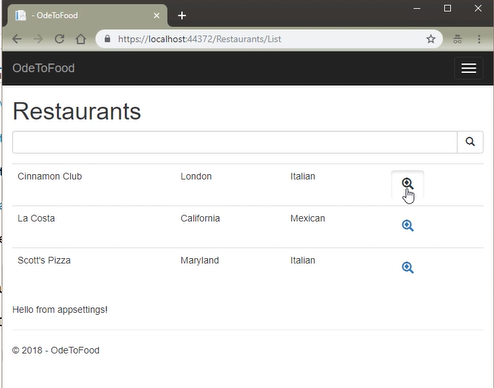 - OdeToFood
https://localhost:44372/Restaurants/List
OdeToFood
Restaurants
Cinnamon Club London Italian
La Costa California Mexican
Scott's Pizza Maryland Italian
Hello from appsettings!
© 2018 - OdeToFood